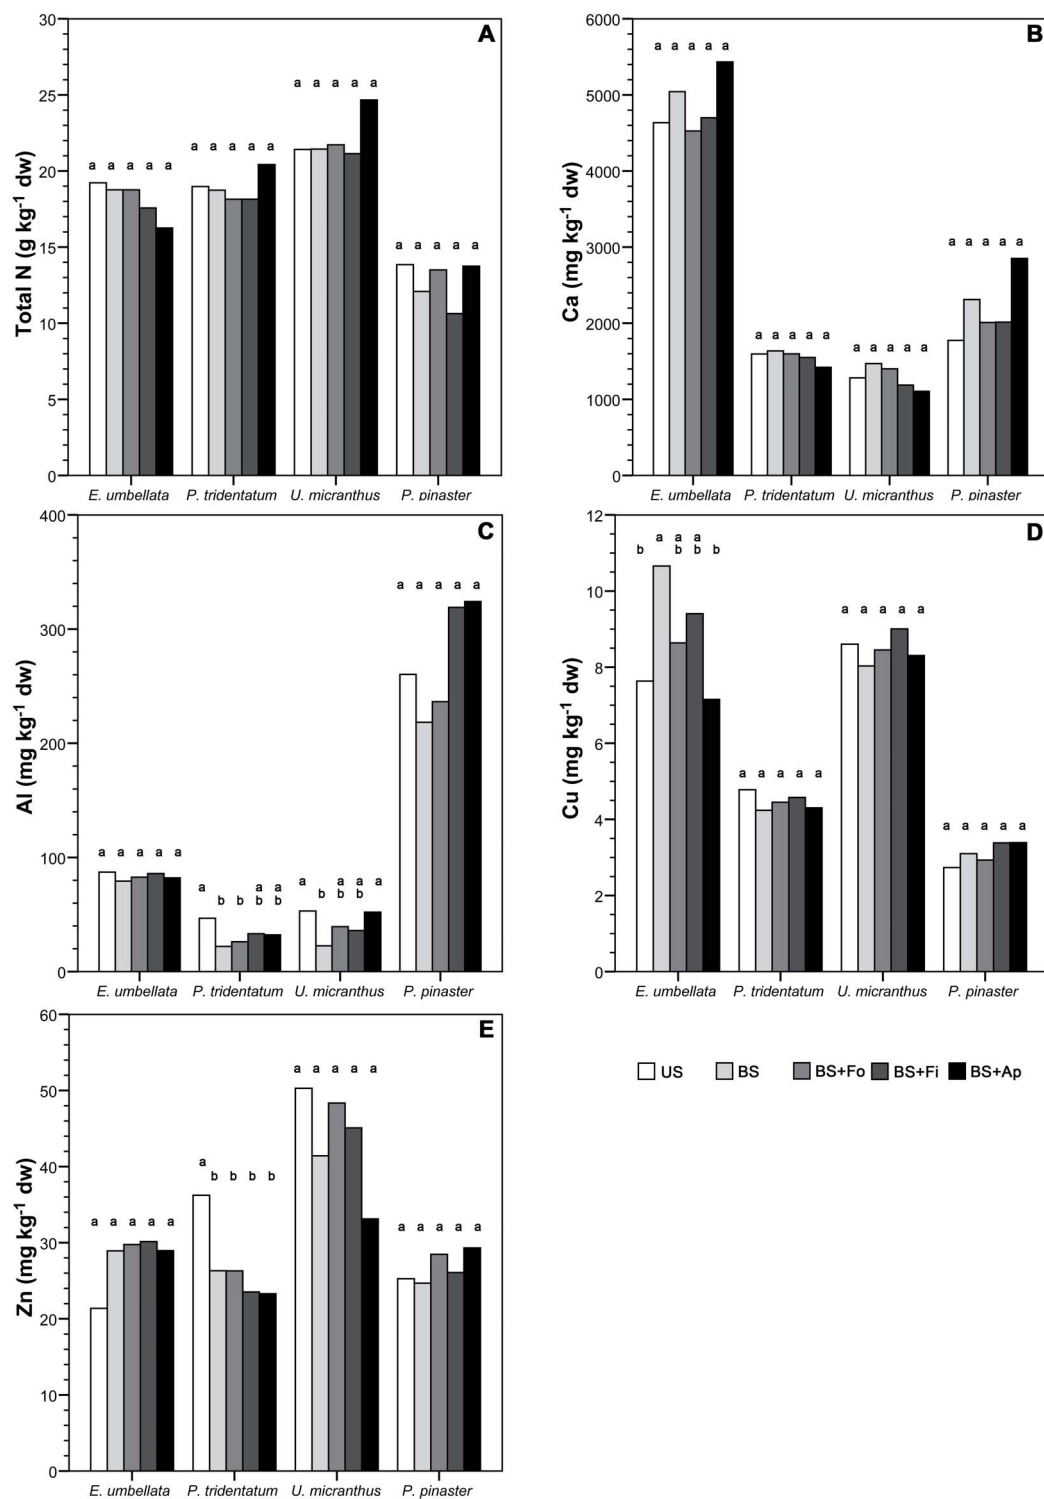 A
Total N (g kg-1 dw)
30
25
20
15
10
5
0
a a a a a
a a a a a
a a a a a
a a a a a
E. umbellata P. tridentatum U. micranthus P. pinaster
B
Ca (mg kg-1 dw)
6000
5000
4000
3000
2000
1000
0
a a a a a
a a a a a
a a a a a
a a a a a
E. umbellata P. tridentatum U. micranthus P. pinaster
C
Al (mg kg-1 dw)
400
300
200
100
0
a a a a a
a b b a b a b
a b a b a b a
a a a a a
E. umbellata P. tridentatum U. micranthus P. pinaster
D
Cu (mg kg-1 dw)
12
10
8
6
4
2
0
b a a b a b b
a a a a a
a a a a a
a a a a a
E. umbellata P. tridentatum U. micranthus P. pinaster
E
Zn (mg kg-1 dw)
60
50
40
30
20
10
0
a a a a a
a b b b b
a a a a a
a a a a a
E. umbellata P. tridentatum U. micranthus P. pinaster
US BS BS+Fo BS+Fi BS+Ap